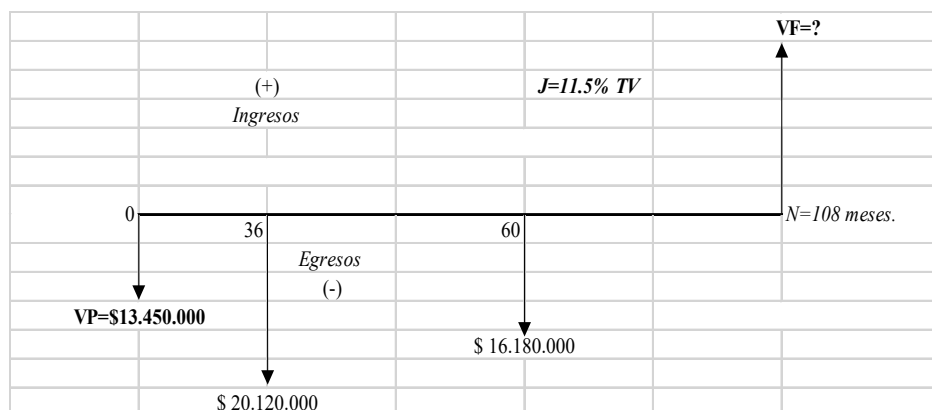 VF=?
(+)
J=11.5% TV
Ingresos
0
N=108 meses.
36
60
Egresos
(-)
VP=$13.450.000
$ 16.180.000
$ 20.120.000